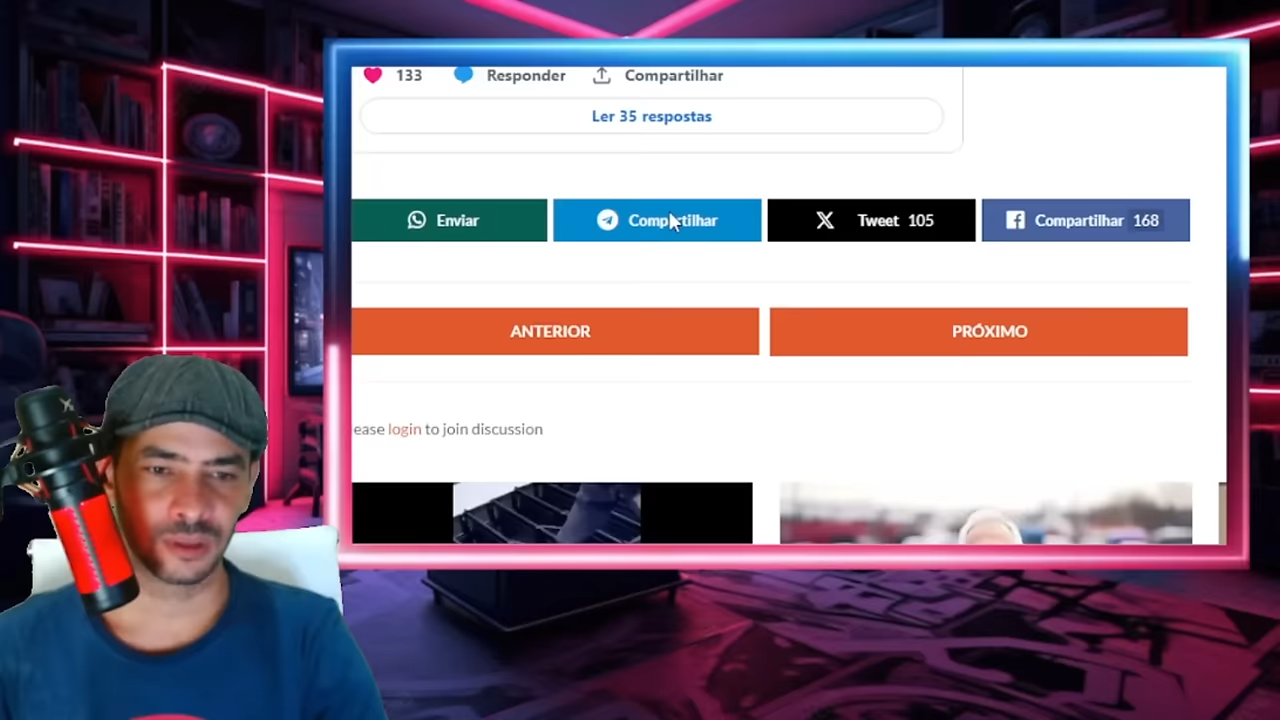 133 Responder Compartilhar
Ler 35 respostas
Enviar Compartilhar Tweet 105 Compartilhar 168
ANTERIOR PRÓXIMO
ease login to join discussion